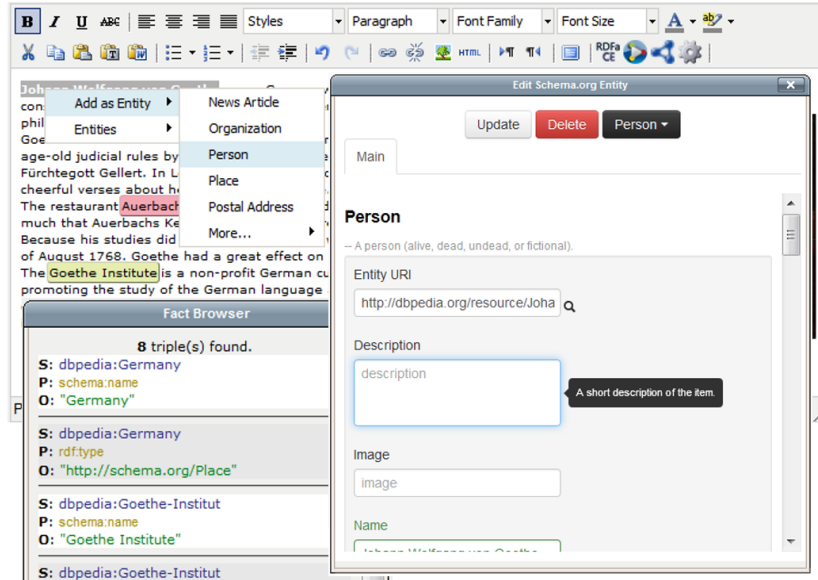 B I U ABC Styles Paragraph Font Family Font Size A ab
HTML RDFa CE
Add as Entity
Entities
News Article
Organization
Person
Place
Postal Address
More...
con
phil
Goe
age-old judicial rules by
Fürchtegott Gellert. In L
cheerful verses about he
The restaurant Auerbach
much that Auerbachs Ke
Because his studies did
of August 1768. Goethe had a great effect on
The Goethe Institute is a non-profit German cu
promoting the study of the German language
Fact Browser
8 triple(s) found.
S: dbpedia:Germany
P: schema:name
O: "Germany"
S: dbpedia:Germany
P: rdf:type
O: "http://schema.org/Place"
S: dbpedia:Goethe-Institut
P: schema:name
O: "Goethe Institute"
S: dbpedia:Goethe-Institut
P
Edit Schema.org Entity
Update Delete Person
Main
Person
-- A person (alive, dead, undead, or fictional).
Entity URI
http://dbpedia.org/resource/Joha
Description
description
A short description of the item.
Image
image
Name
Johann Wolfgang von Goethe